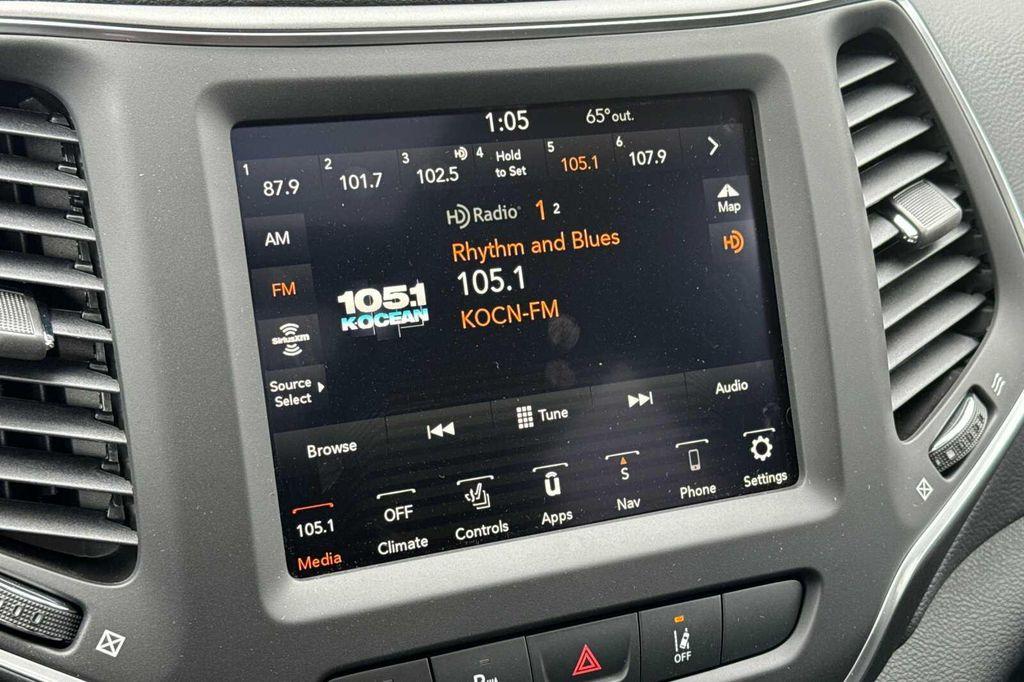 1:05 65° out.
1 87.9 2 101.7 3 102.5 HD 4 Hold to Set 5 105.1 6 107.9
HD Radio 1 2
Map
AM
Rhythm and Blues
HD
FM
105.1
105.1
KOCEAN
KOCN-FM
SiriusXM
Source
Select
Audio
Browse
Tune
105.1
Media
OFF
Climate
Controls
Apps
S
Nav
Phone
Settings
OFF